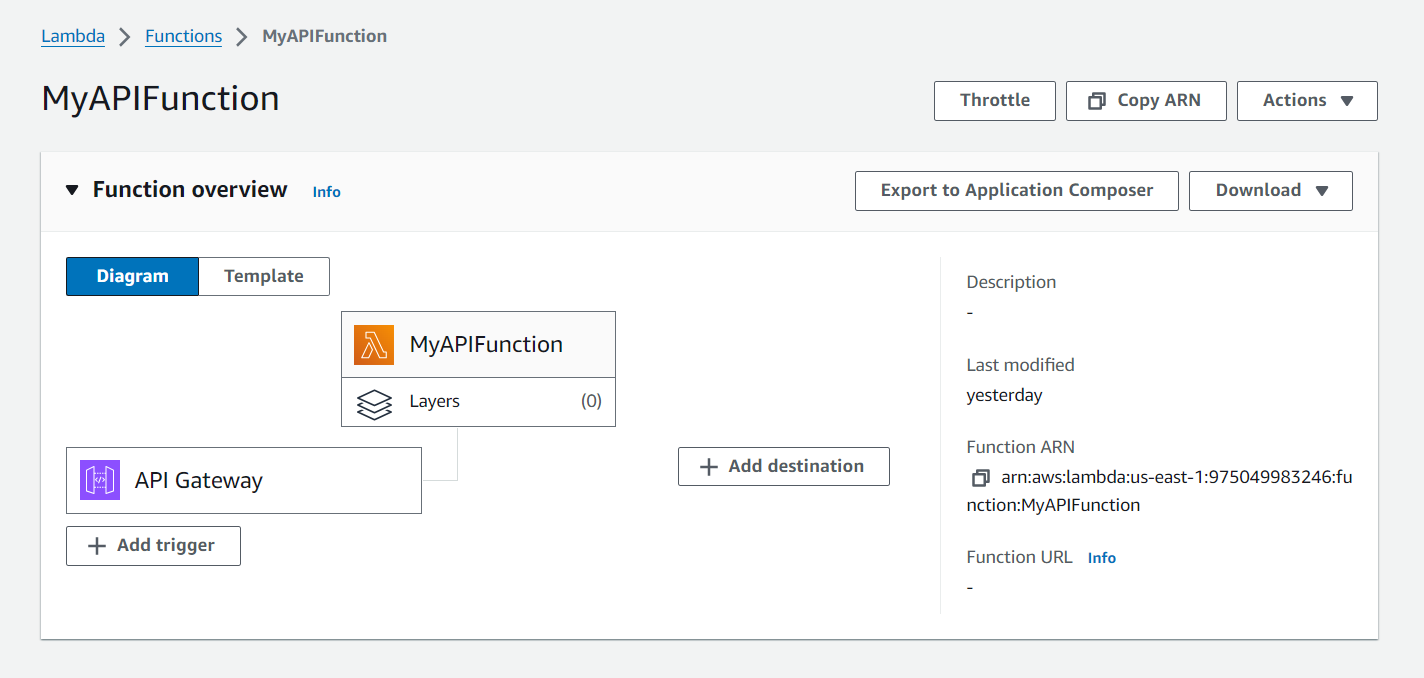 Lambda > Functions > MyAPIFunction
MyAPIFunction
Throttle
Copy ARN
Actions
Function overview Info
Export to Application Composer
Download
Diagram
Template
MyAPIFunction
Layers (0)
API Gateway
+ Add trigger
+ Add destination
Description
-
Last modified
yesterday
Function ARN
arn:aws:lambda:us-east-1:975049983246:fu
nction:MyAPIFunction
Function URL Info
-